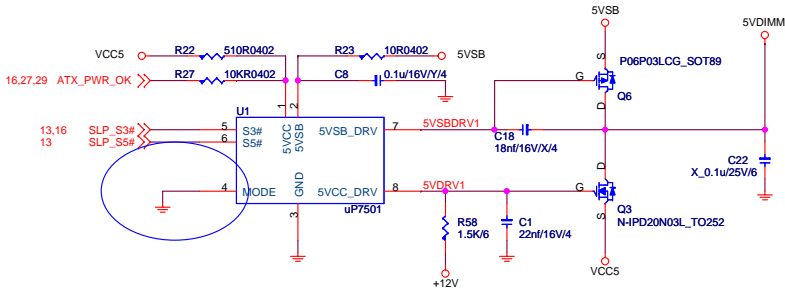 5VSB
5VDIMM
VCC5
R22
510R0402
R23
10R0402
5VSB
S
P06P03LCG_SOT89
16,27,29
ATX_PWR_OK
R27
10KR0402
C8
0.1u/16V/Y/4
G
Q6
D
U1
1
2
5VCC
5VSB
13,16
SLP_S3#
5
S3#
5VSB_DRV
7
5VSBDRV1
13
SLP_S5#
6
S5#
C18
18nf/16V/X/4
D
C22
X_0.1u/25V/6
4
MODE
GND
5VCC_DRV
8
5VDRV1
G
Q3
uP7501
S
N-IPD20N03L_TO252
3
R58
1.5K/6
C1
22nf/16V/4
+12V
VCC5